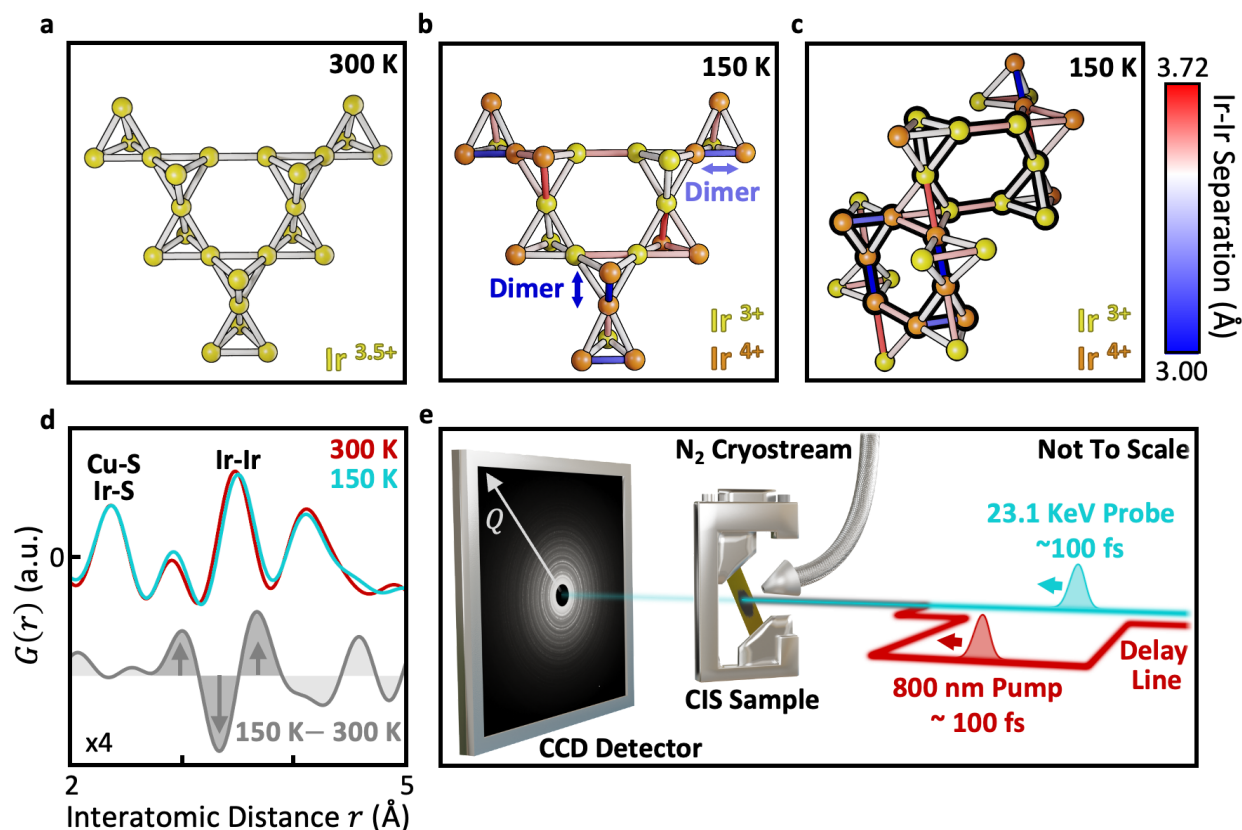 a
300 K
Ir 3.5+
b
150 K
Dimer
Dimer
Ir 3+
Ir 4+
c
150 K
Ir 3+
Ir 4+
3.72
Ir-Ir Separation (Å)
3.00
d
300 K
150 K
Cu-S
Ir-S
Ir-Ir
0
G(r) (a.u.)
150 K− 300 K
x4
2
5
Interatomic Distance r (Å)
e
N2 Cryostream
Not To Scale
Q
23.1 KeV Probe
~100 fs
CIS Sample
800 nm Pump
~ 100 fs
Delay
Line
CCD Detector